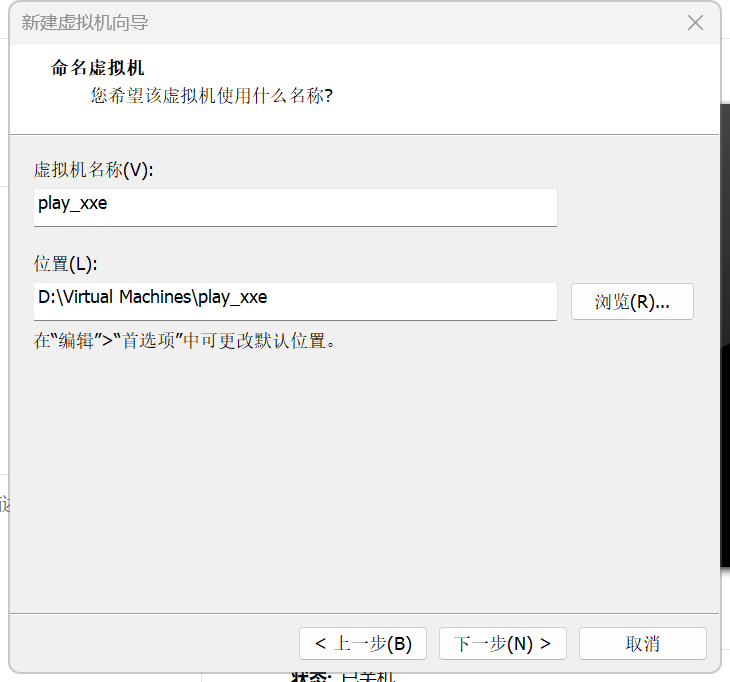 新建虚拟机向导
命名虚拟机
您希望该虚拟机使用什么名称?
虚拟机名称(V):
play_xxe
位置(L):
D:\Virtual Machines\play_xxe
浏览(R)...
在“编辑”>“首选项”中可更改默认位置。
< 上一步(B)
下一步(N) >
取消
状态: 已关机